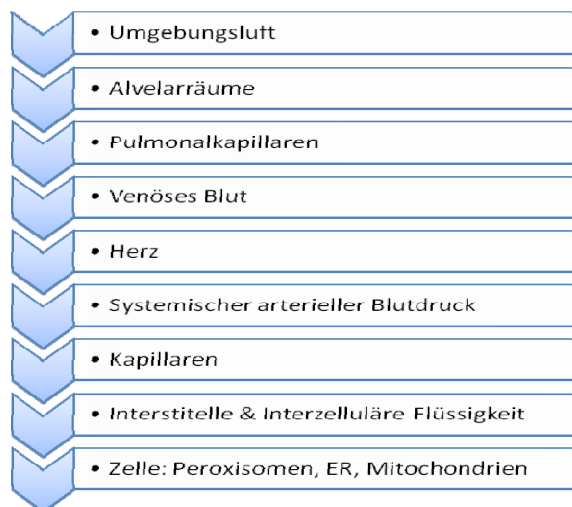 • Umgebungsluft
• Alvelarräume
• Pulmonalkapillaren
• Venöses Blut
• Herz
• Systemischer arterieller Blutdruck
• Kapillaren
• Interstitelle & Interzelluläre Flüssigkeit
• Zelle: Peroxisomen, ER, Mitochondrien